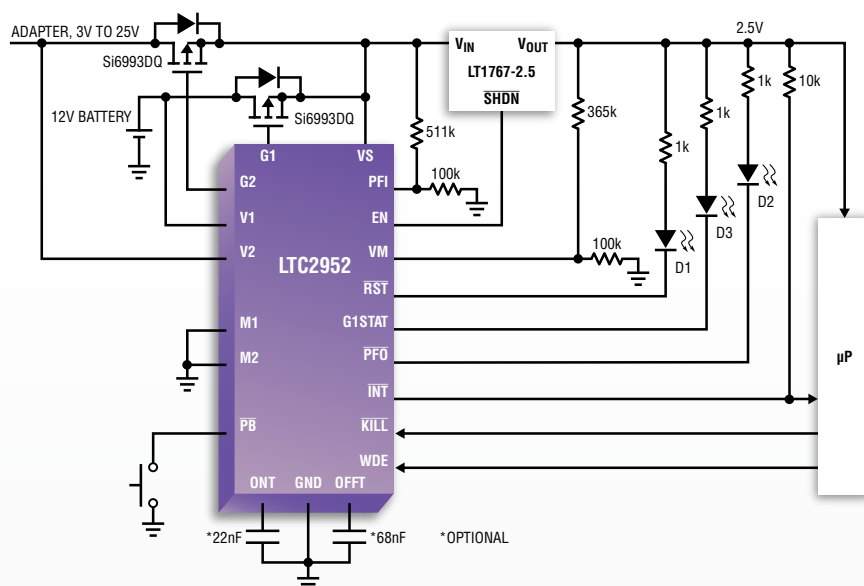 ADAPTER, 3V TO 25V
Si6993DQ
12V BATTERY
Si6993DQ
VIN
VOUT
LT1767-2.5
SHDN
2.5V
511k
100k
365k
100k
1k
1k
1k
10k
D1
D3
D2
LTC2952
G1
VS
G2
V1
V2
M1
M2
PB
PFI
EN
VM
RST
G1STAT
PFO
INT
KILL
WDE
ONT
GND
OFFT
µP
*22nF
*68nF
*OPTIONAL